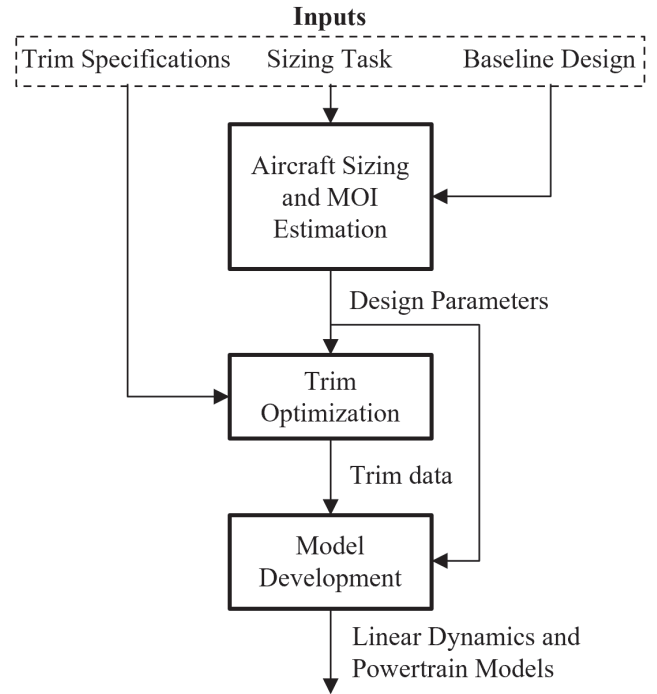 Inputs
Trim Specifications Sizing Task Baseline Design
Aircraft Sizing
and MOI
Estimation
Design Parameters
Trim
Optimization
Trim data
Model
Development
Linear Dynamics and
Powertrain Models